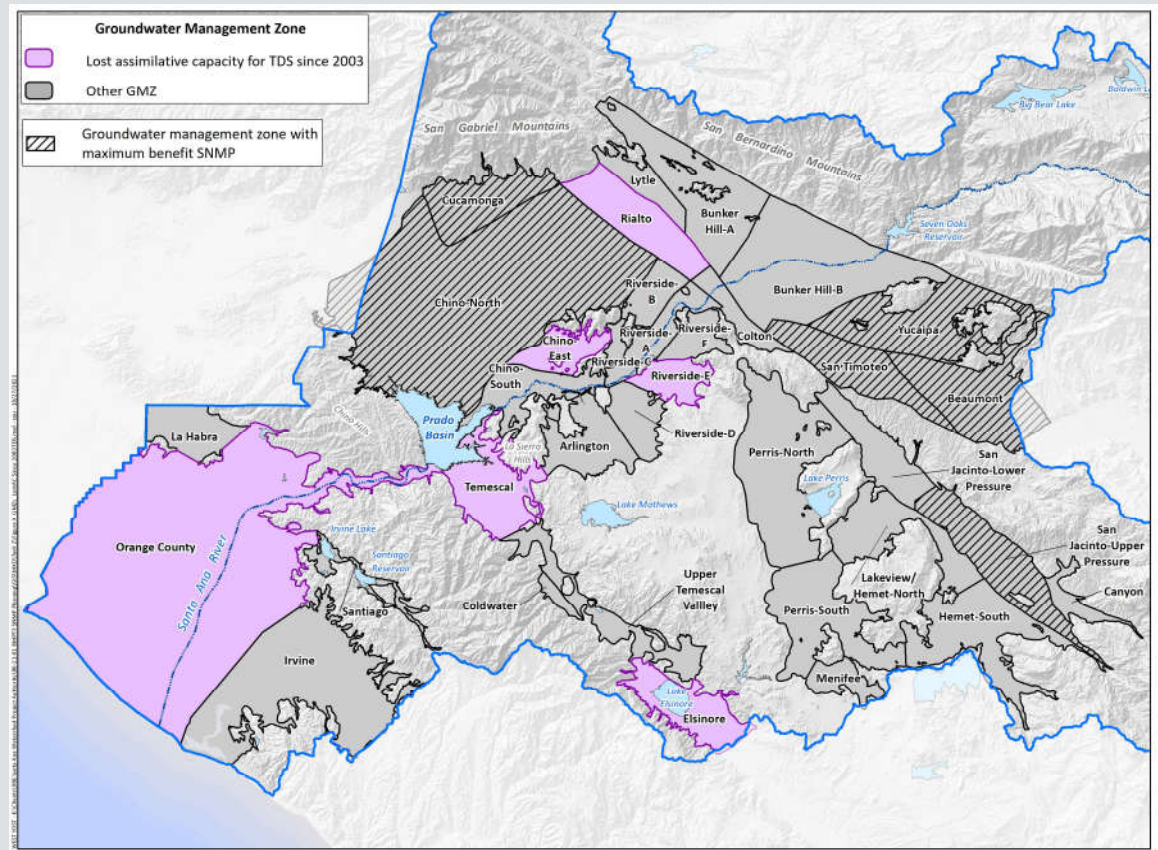 Groundwater Management Zone
Lost assimilative capacity for TDS since 2003
Other GMZ
Groundwater management zone with
maximum benefit SNMP
San Gabriel Mountains
San Bernardino Mountains
Big Bear Lake
Baldwin L
Cucamonga
Lytle
Rialto
Bunker
Hill-A
Seven Oaks
Reservoir
Chino-North
Riverside-
B
Bunker Hill-B
Yucaipa
Chino-
East
Riverside-
A
Riverside-
F
Colton
Riverside-C
San Timoteo
Chino-
South
Riverside-E
Beaumont
Chino Hills
Prado
Basin
La Sierra
Hills
Arlington
Riverside-D
La Habra
Perris-North
San
Jacinto-Lower
Pressure
Temescal
Lake Perris
Lake Mathews
Orange County
Santa Ana River
Irvine Lake
Santiago
Reservoir
Santiago
San
Jacinto-Upper
Pressure
Canyon
Upper
Temescal
Vallley
Lakeview/
Hemet-North
Coldwater
Perris-South
Hemet-South
Irvine
Menifee
Lake
Elsinore
Elsinore